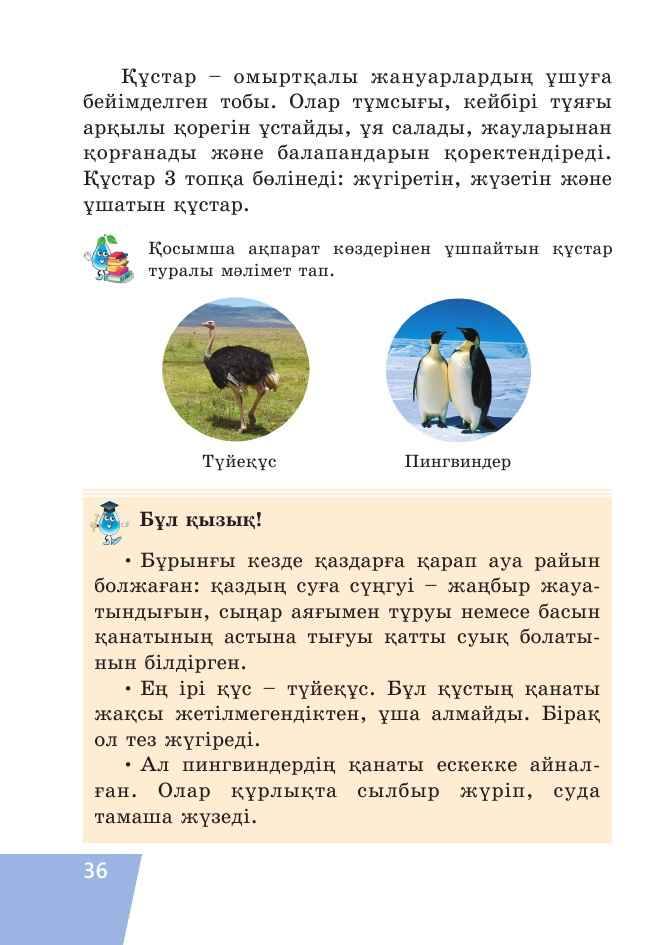 Құстар – омыртқалы жануарлардың ұшуға
бейімделген тобы. Олар тұмсығы, кейбірі тұяғы
арқылы қорегін ұстайды, ұя салады, жауларынан
қорғанады және балапандарын қоректендіреді.
Құстар 3 топқа бөлінеді: жүгіретін, жүзетін және
ұшатын құстар.
Қосымша ақпарат көздерінен ұшпайтын құстар
туралы мәлімет тап.
Түйеқұс
Пингвиндер
Бұл қызық!
• Бұрынғы кезде қаздарға қарап ауа райын
болжаған: қаздың суға сүңгуі – жаңбыр жауа-
тындығын, сыңар аяғымен тұруы немесе басын
қанатының астына тығуы қатты суық болаты-
нын білдірген.
• Ең ірі құс – түйеқұс. Бұл құстың қанаты
жақсы жетілмегендіктен, ұша алмайды. Бірақ
ол тез жүгіреді.
• Ал пингвиндердің қанаты ескекке айнал-
ған. Олар құрлықта сылбыр жүріп, суда
тамаша жүзеді.
36